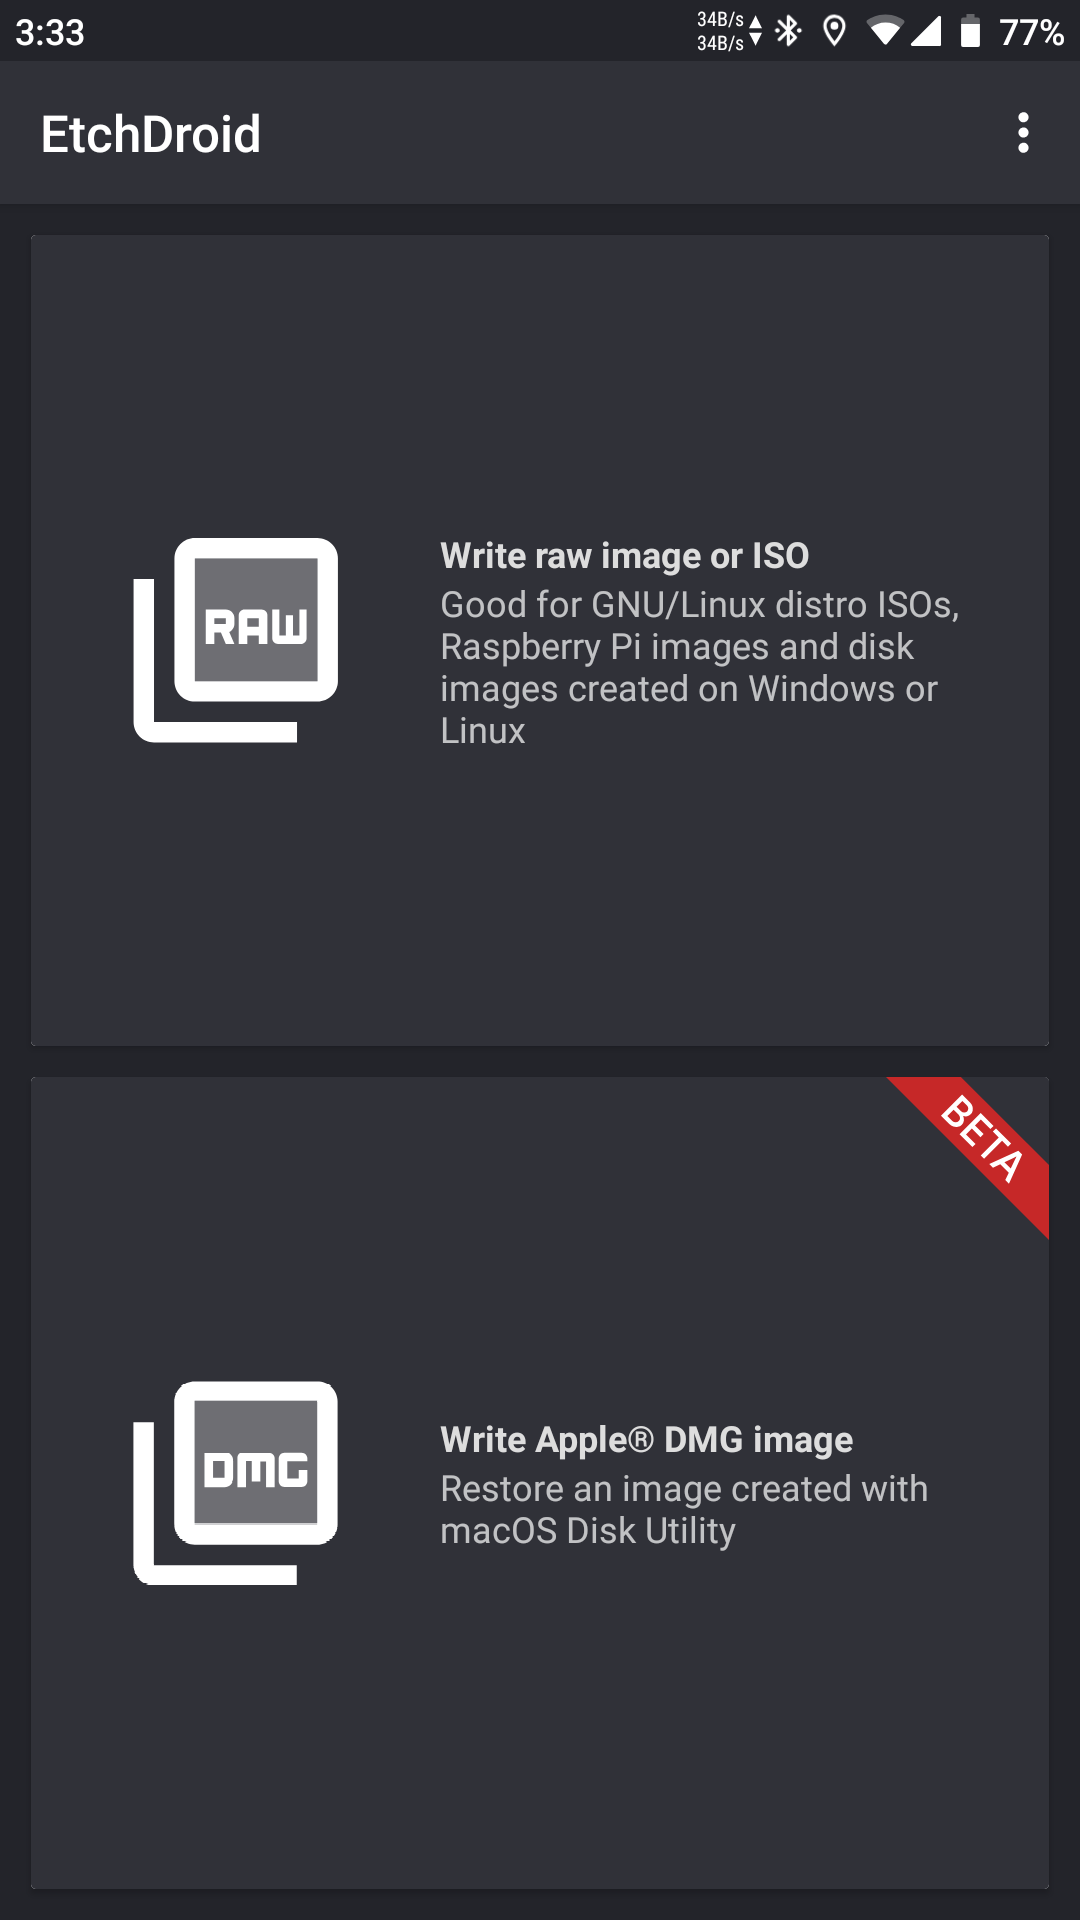 3:33
34B/s
34B/s
77%
EtchDroid
RAW
Write raw image or ISO
Good for GNU/Linux distro ISOs,
Raspberry Pi images and disk
images created on Windows or
Linux
BETA
DMG
Write Apple® DMG image
Restore an image created with
macOS Disk Utility